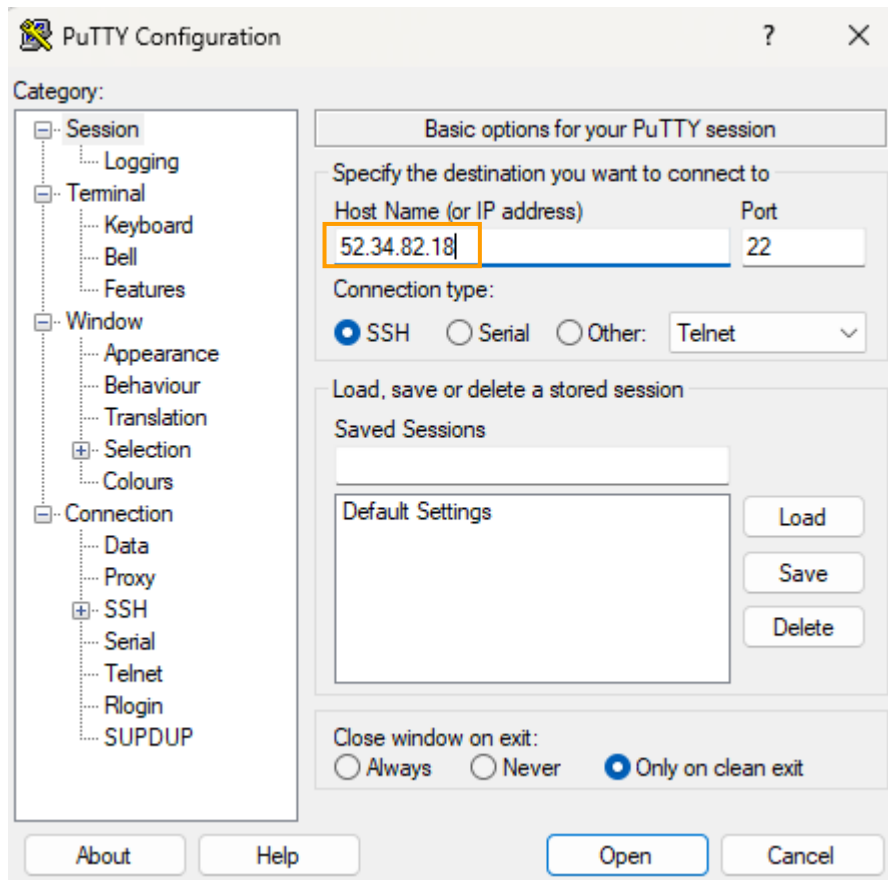 PuTTY Configuration
?
Category:
Session
Logging
Terminal
Keyboard
Bell
Features
Window
Appearance
Behaviour
Translation
Selection
Colours
Connection
Data
Proxy
SSH
Serial
Telnet
Rlogin
SUPDUP
Basic options for your PuTTY session
Specify the destination you want to connect to
Host Name (or IP address) Port
52.34.82.18 22
Connection type:
SSH Serial Other: Telnet
Load, save or delete a stored session
Saved Sessions
Default Settings
Load
Save
Delete
Close window on exit:
Always Never Only on clean exit
About Help Open Cancel